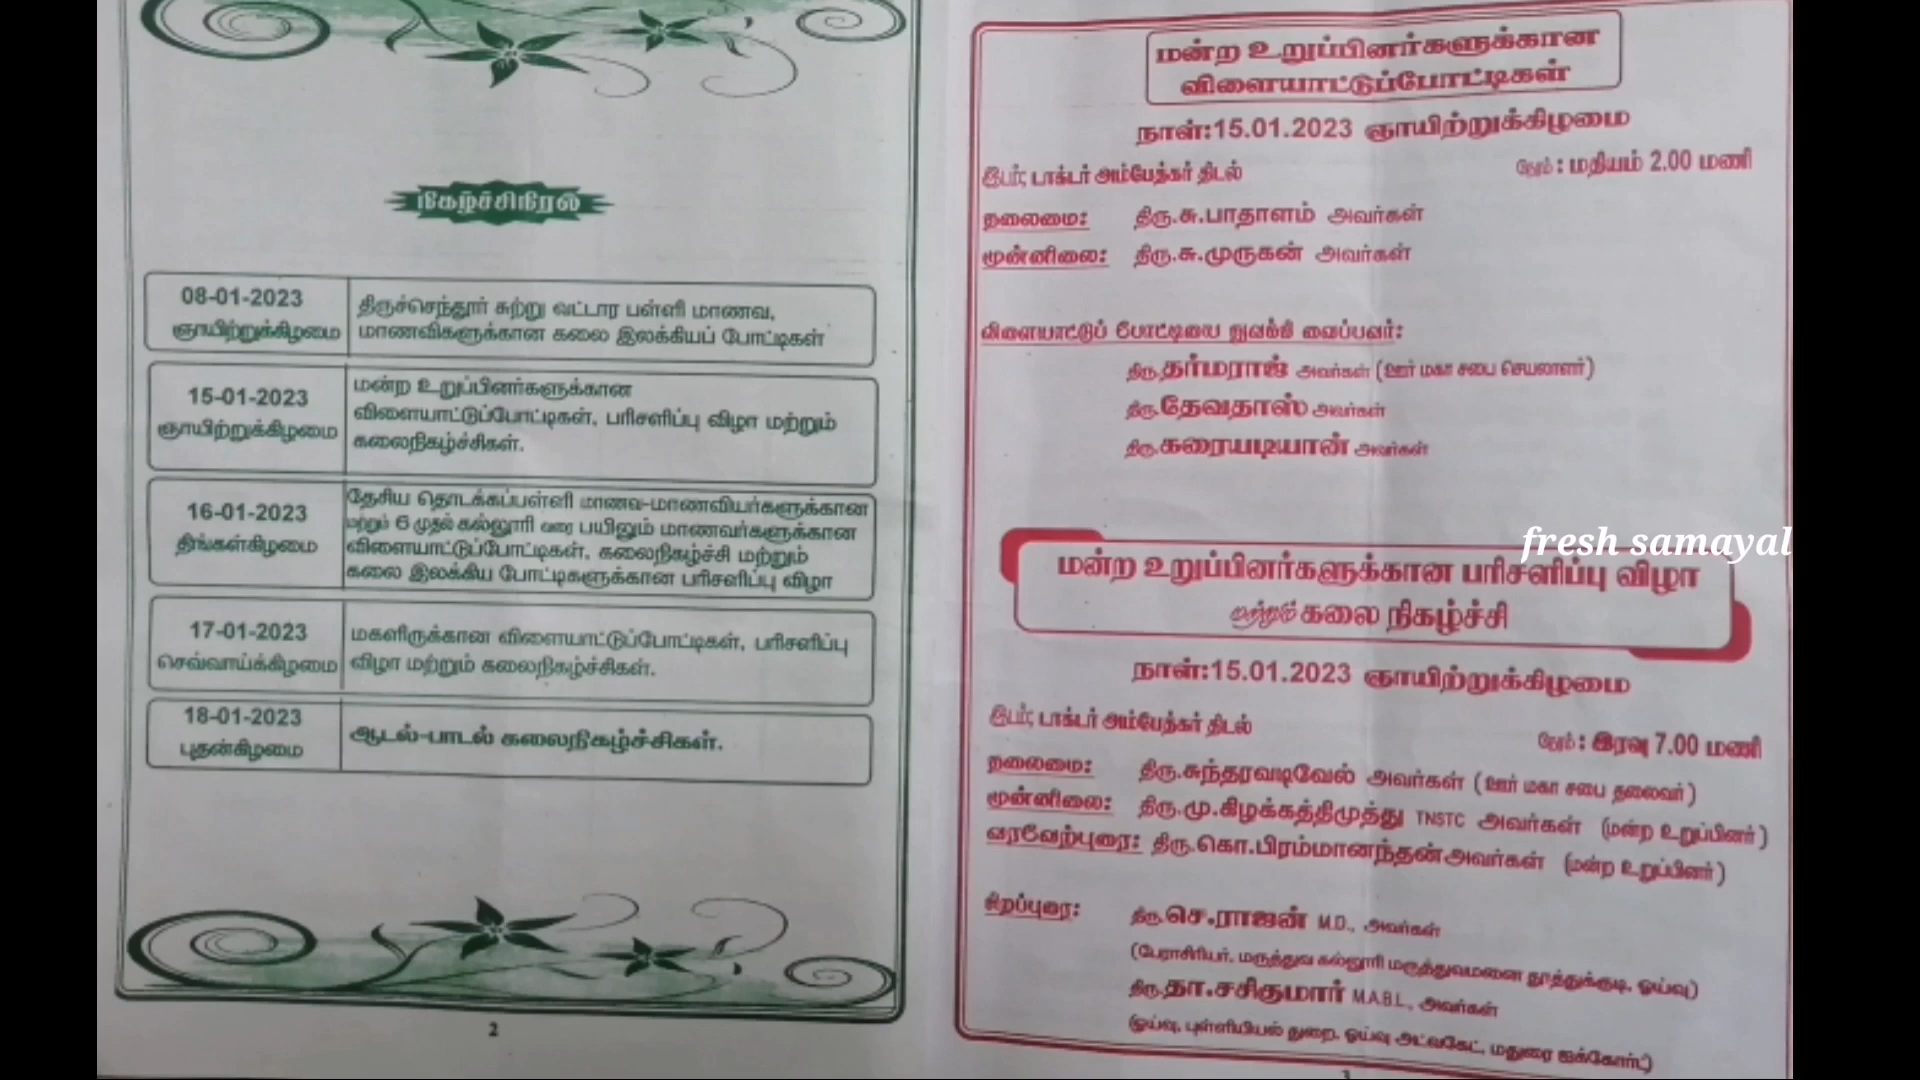 நிகழ்ச்சிநிரல்
08-01-2023
ஞாயிற்றுக்கிழமை
திருச்செந்தூர் சுற்று வட்டார பள்ளி மாணவ,
மாணவிகளுக்கான கலை இலக்கியப் போட்டிகள்
15-01-2023
ஞாயிற்றுக்கிழமை
மன்ற உறுப்பினர்களுக்கான
விளையாட்டுப்போட்டிகள், பரிசளிப்பு விழா மற்றும்
கலைநிகழ்ச்சிகள்.
16-01-2023
திங்கள்கிழமை
தேசிய தொடக்கப்பள்ளி மாணவ-மாணவியர்களுக்கான
மற்றும் 6 முதல் கல்லூரி வரை பயிலும் மாணவர்களுக்கான
விளையாட்டுப்போட்டிகள், கலைநிகழ்ச்சி மற்றும்
கலை இலக்கிய போட்டிகளுக்கான பரிசளிப்பு விழா
17-01-2023
செவ்வாய்க்கிழமை
மகளிருக்கான விளையாட்டுப்போட்டிகள், பரிசளிப்பு
விழா மற்றும் கலைநிகழ்ச்சிகள்.
18-01-2023
புதன்கிழமை
ஆடல்-பாடல் கலைநிகழ்ச்சிகள்.
2
மன்ற உறுப்பினர்களுக்கான
விளையாட்டுப்போட்டிகள்
நாள்:15.01.2023 ஞாயிற்றுக்கிழமை
இடம்; டாக்டர் அம்பேத்கர் திடல்
நேரம் : மதியம் 2.00 மணி
தலைமை: திரு.சு.பாதாளம் அவர்கள்
முன்னிலை: திரு.சு.முருகன் அவர்கள்
விளையாட்டுப் போட்டியை துவக்கி வைப்பவர்:
திரு.தர்மராஜ் அவர்கள் (ஊர் மகா சபை செயலாளர்)
திரு.தேவதாஸ் அவர்கள்
திரு.கரையடியான் அவர்கள்
fresh samayal
மன்ற உறுப்பினர்களுக்கான பரிசளிப்பு விழா
மற்றும் கலை நிகழ்ச்சி
நாள்:15.01.2023 ஞாயிற்றுக்கிழமை
இடம்; டாக்டர் அம்பேத்கர் திடல்
நேரம் : இரவு 7.00 மணி
தலைமை: திரு.சுந்தரவடிவேல் அவர்கள் (ஊர் மகா சபை தலைவர்)
முன்னிலை: திரு.மு.கிழக்கத்திமுத்து TNSTC அவர்கள் (மன்ற உறுப்பினர்)
வரவேற்புரை: திரு.கொ.பிரம்மானந்தன்அவர்கள் (மன்ற உறுப்பினர்)
சிறப்புரை: திரு.செ.ராஜன் M.D., அவர்கள்
(பேராசிரியர், மருத்துவ கல்லூரி மருத்துவமனை தூத்துக்குடி, ஓய்வு)
திரு.தா.சசிகுமார் M.A.B.L., அவர்கள்
(ஓய்வு, புள்ளியியல் துறை, ஓய்வு அட்வகேட், மதுரை ஐக்கோர்ட்)